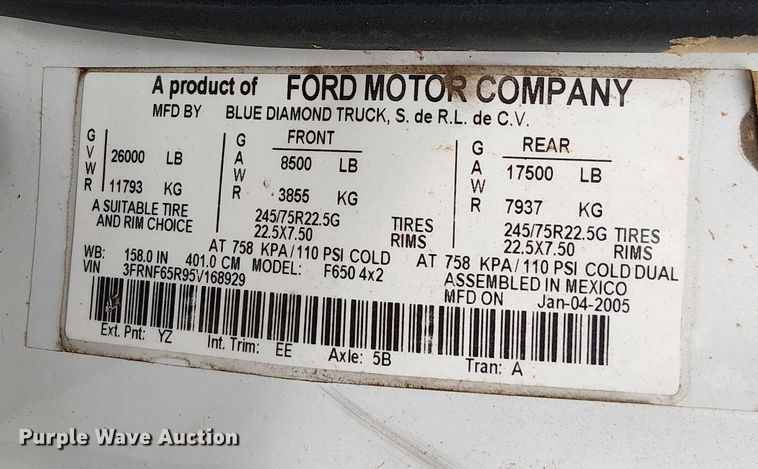 A product of FORD MOTOR COMPANY
MFD BY BLUE DIAMOND TRUCK, S. de R.L. de C.V.
GVWR 26000 LB
11793 KG
FRONT
GAWR 8500 LB
3855 KG
REAR
GAWR 17500 LB
7937 KG
A SUITABLE TIRE
AND RIM CHOICE
245/75R22.5G TIRES
22.5X7.50 RIMS
AT 758 KPA/110 PSI COLD
245/75R22.5G TIRES
22.5X7.50 RIMS
AT 758 KPA/110 PSI COLD DUAL
WB: 158.0 IN 401.0 CM MODEL: F650 4x2
VIN 3FRNF65R95V168929
ASSEMBLED IN MEXICO
MFD ON Jan-04-2005
Ext. Pnt: YZ Int. Trim: EE Axle: 5B Tran: A
Purple Wave Auction